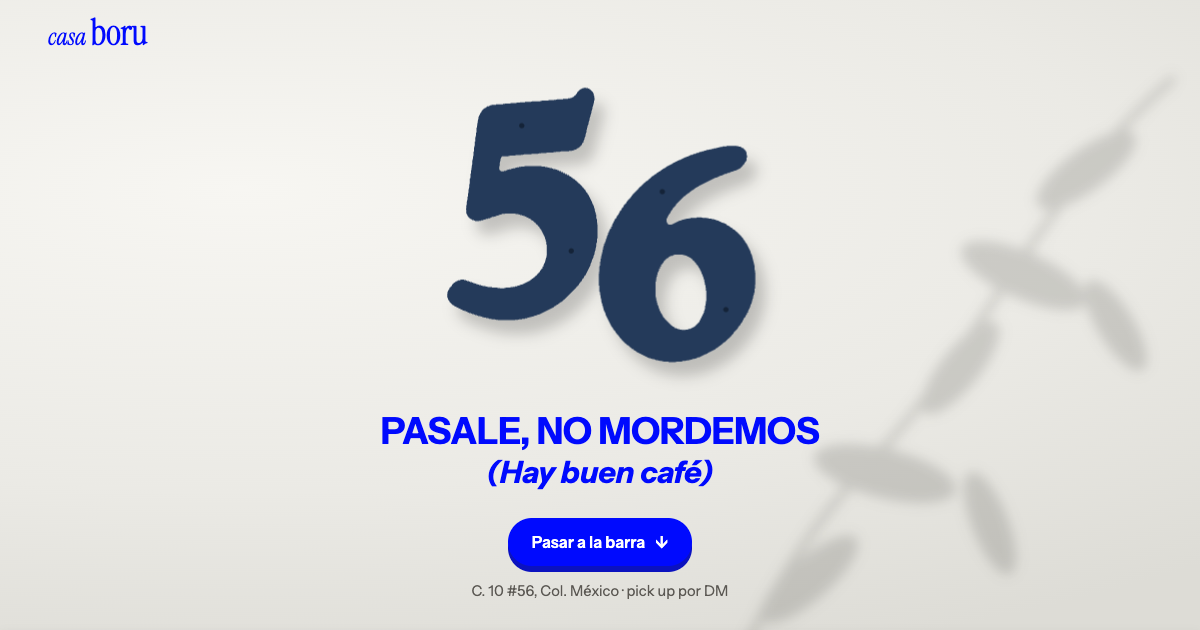 casa boru
56
PASALE, NO MORDEMOS
(Hay buen café)
Pasar a la barra ↓
C. 10 #56, Col. México · pick up por DM